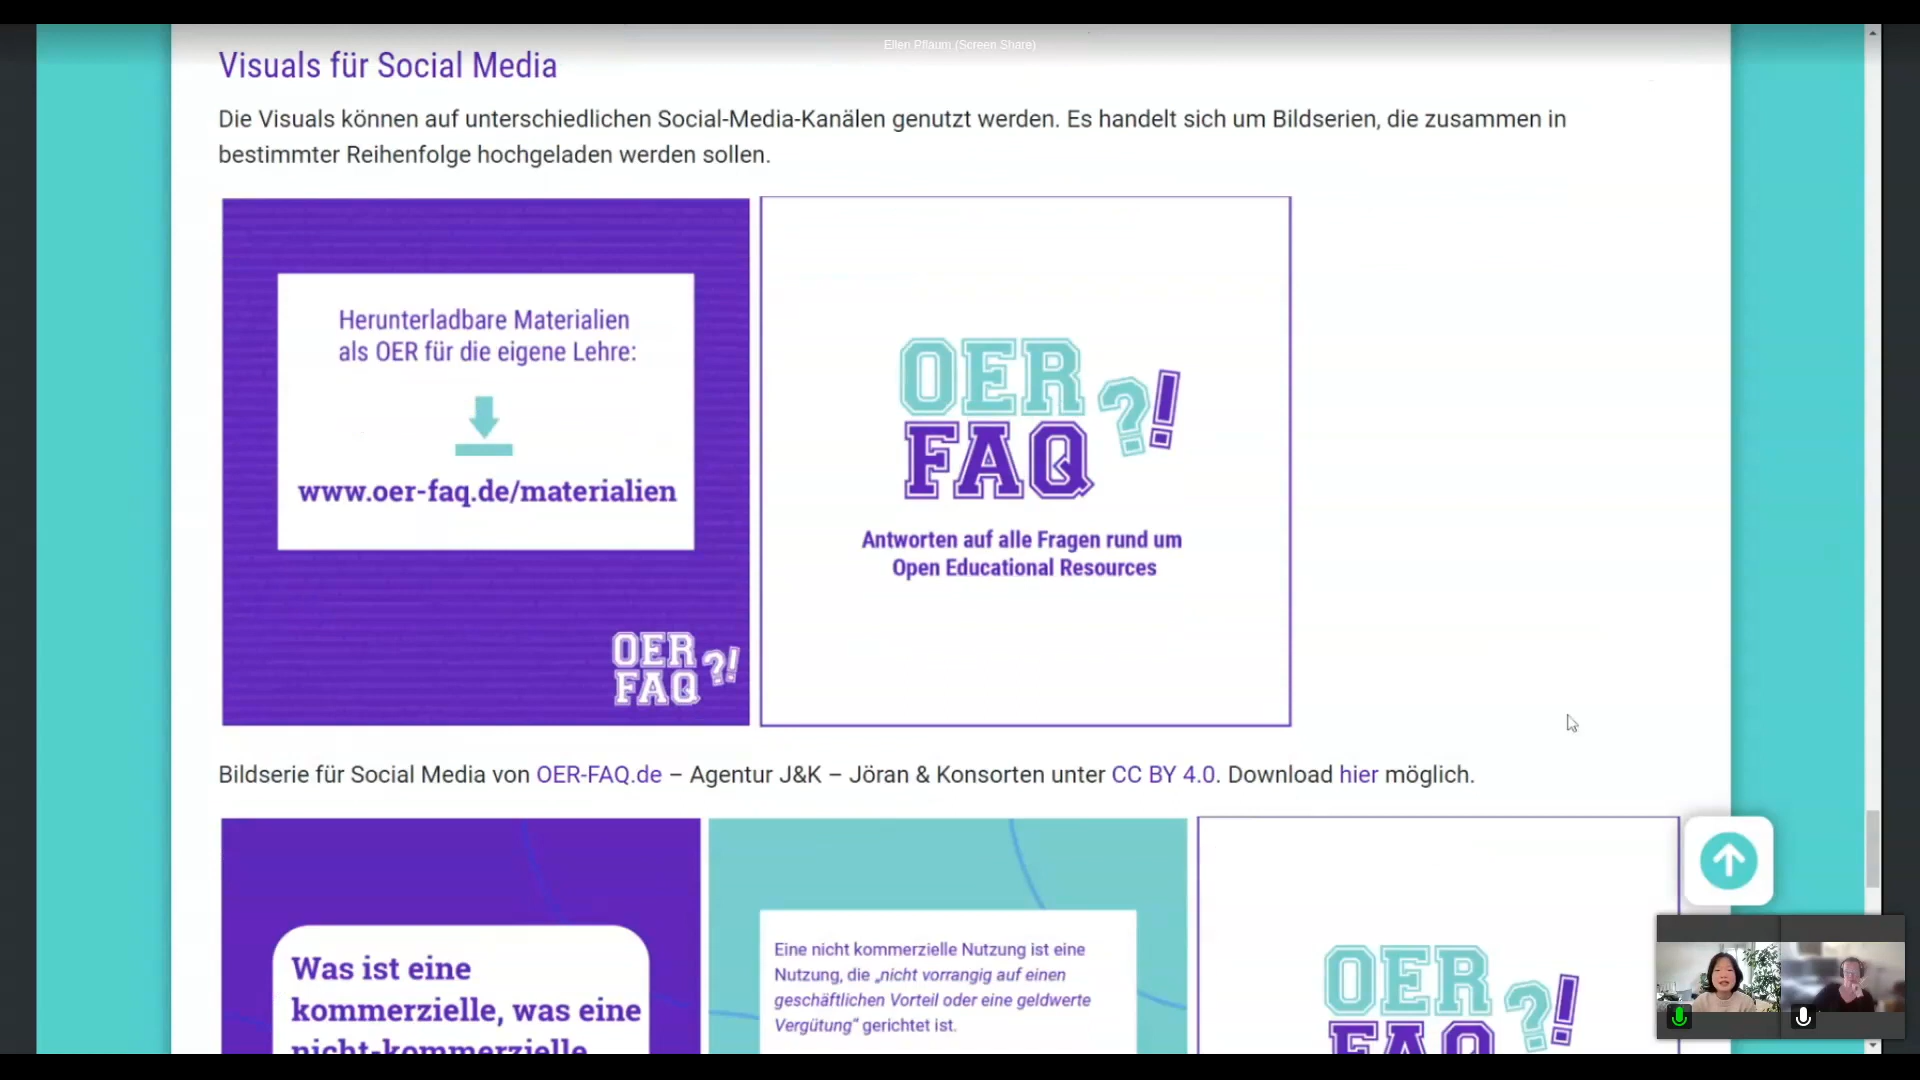 Ellen Pflaum (Screen Share)
Visuals für Social Media
Die Visuals können auf unterschiedlichen Social-Media-Kanälen genutzt werden. Es handelt sich um Bildserien, die zusammen in
bestimmter Reihenfolge hochgeladen werden sollen.
Herunterladbare Materialien
als OER für die eigene Lehre:
www.oer-faq.de/materialien
OER
FAQ?!
OER
FAQ?!
Antworten auf alle Fragen rund um
Open Educational Resources
Bildserie für Social Media von OER-FAQ.de – Agentur J&K – Jöran & Konsorten unter CC BY 4.0. Download hier möglich.
Was ist eine
kommerzielle, was eine
nicht-kommerzielle
Eine nicht kommerzielle Nutzung ist eine
Nutzung, die „nicht vorrangig auf einen
geschäftlichen Vorteil oder eine geldwerte
Vergütung“ gerichtet ist.
OER
FAQ?!